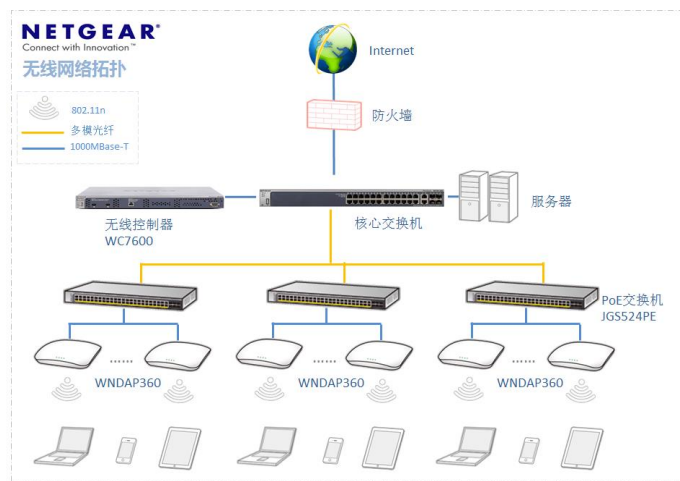 NETGEAR®
Connect with Innovation™
无线网络拓扑
802.11n
多模光纤
1000MBase-T
Internet
防火墙
无线控制器
WC7600
核心交换机
服务器
PoE交换机
JGS524PE
......
......
......
WNDAP360
WNDAP360
WNDAP360